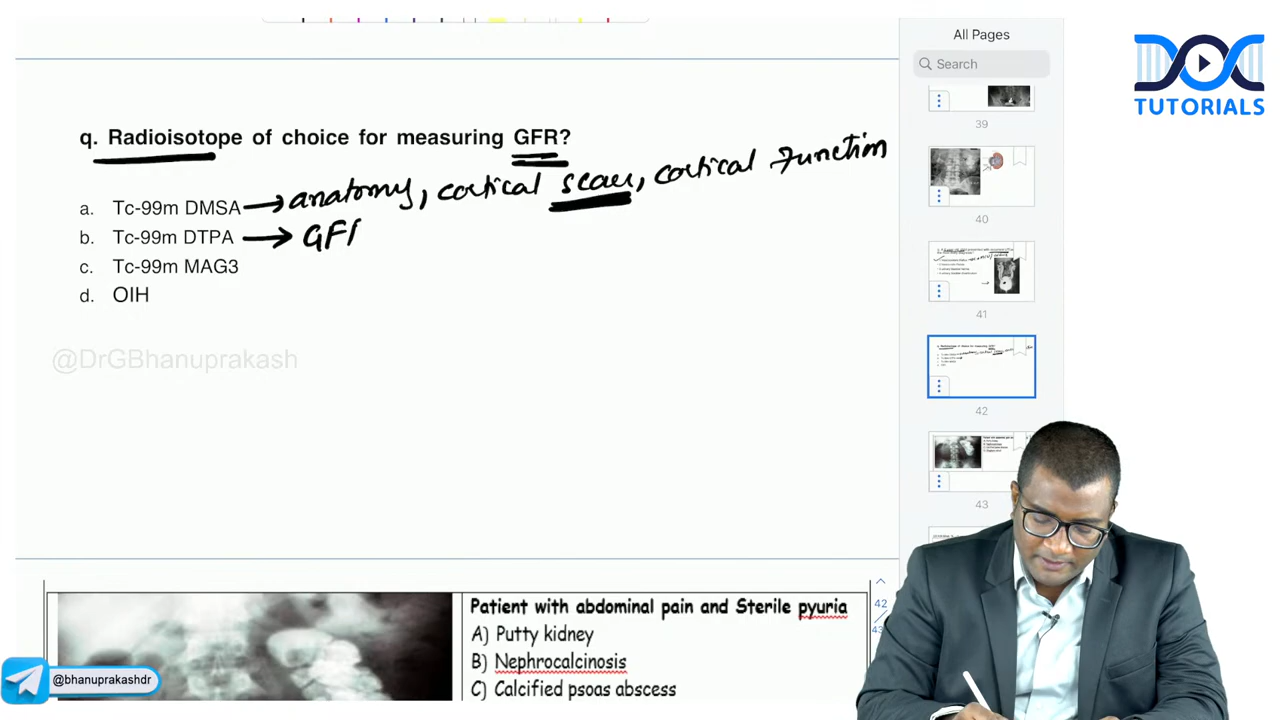 All Pages
Search
DOC
TUTORIALS
39
q. Radioisotope of choice for measuring GFR?
a. Tc-99m DMSA → anatomy, cortical scar, cortical function
b. Tc-99m DTPA → GFR
c. Tc-99m MAG3
d. OIH
@DrGBhanuprakash
40
41
42
43
Patient with abdominal pain and Sterile pyuria
A) Putty kidney
B) Nephrocalcinosis
C) Calcified psoas abscess
42
43
@bhanuprakashdr